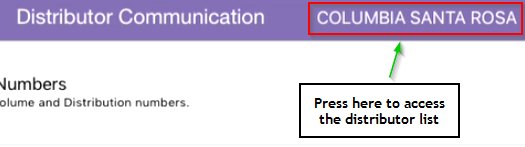 Distributor Communication COLUMBIA SANTA ROSA
Numbers
olume and Distribution numbers.
Press here to access
the distributor list